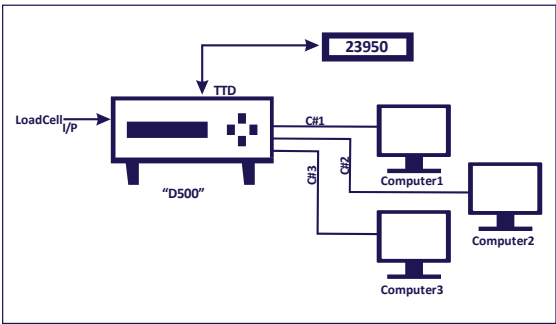 23950
TTD
LoadCell
I/P
C#1
C#2
C#3
Computer1
"D500"
Computer2
Computer3